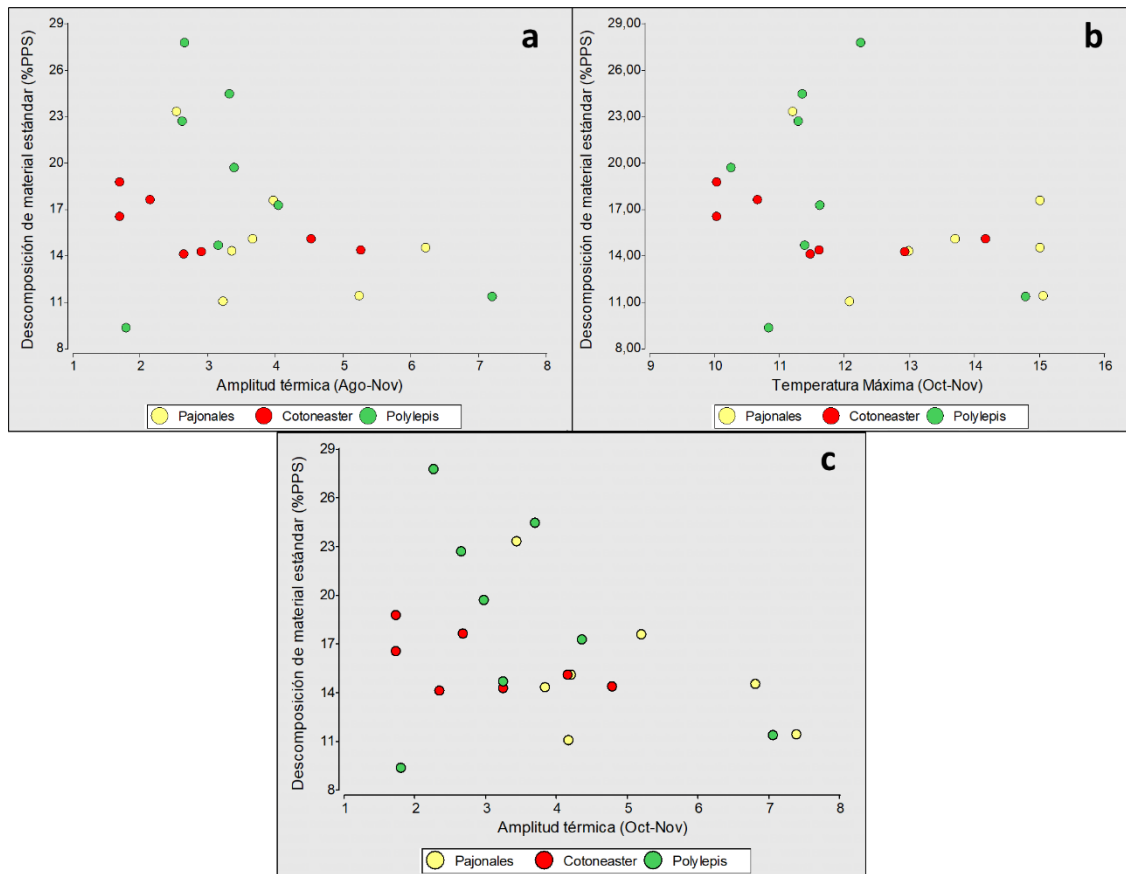 a
Descomposición de material estándar (%PPS)
29
26
23
19
17
14
11
8
1 2 3 4 5 6 7 8
Amplitud térmica (Ago-Nov)
Pajonales Cotoneaster Polylepis
b
Descomposición de material estándar (%PPS)
29,00
26,00
23,00
20,00
17,00
14,00
11,00
8,00
9 10 11 12 13 14 15 16
Temperatura Máxima (Oct-Nov)
Pajonales Cotoneaster Polylepis
c
Descomposición de material estándar (%PPS)
29
26
23
20
17
14
11
8
1 2 3 4 5 6 7 8
Amplitud térmica (Oct-Nov)
Pajonales Cotoneaster Polylepis